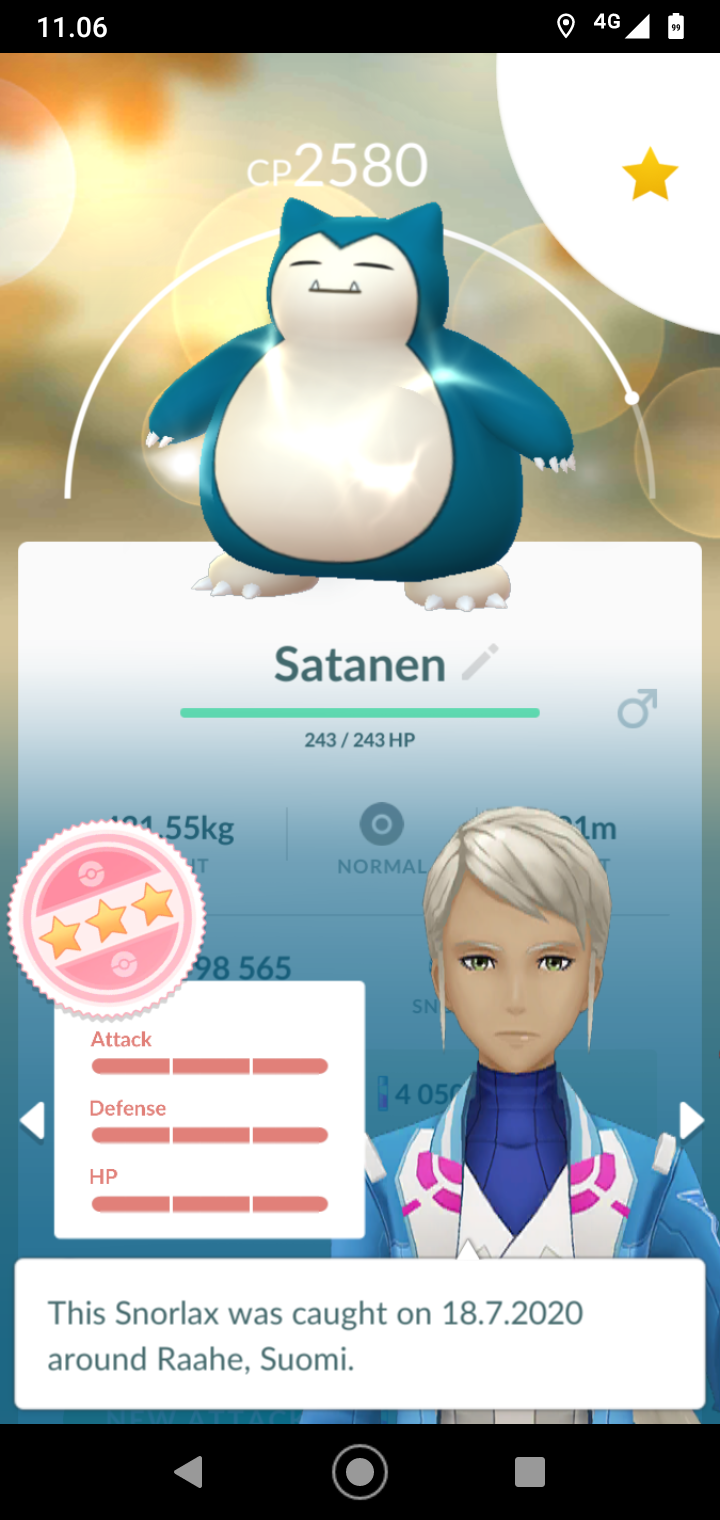 11.06
4G
99
CP2580
Satanen
243 / 243 HP
NORMAL
Attack
Defense
HP
This Snorlax was caught on 18.7.2020
around Raahe, Suomi.